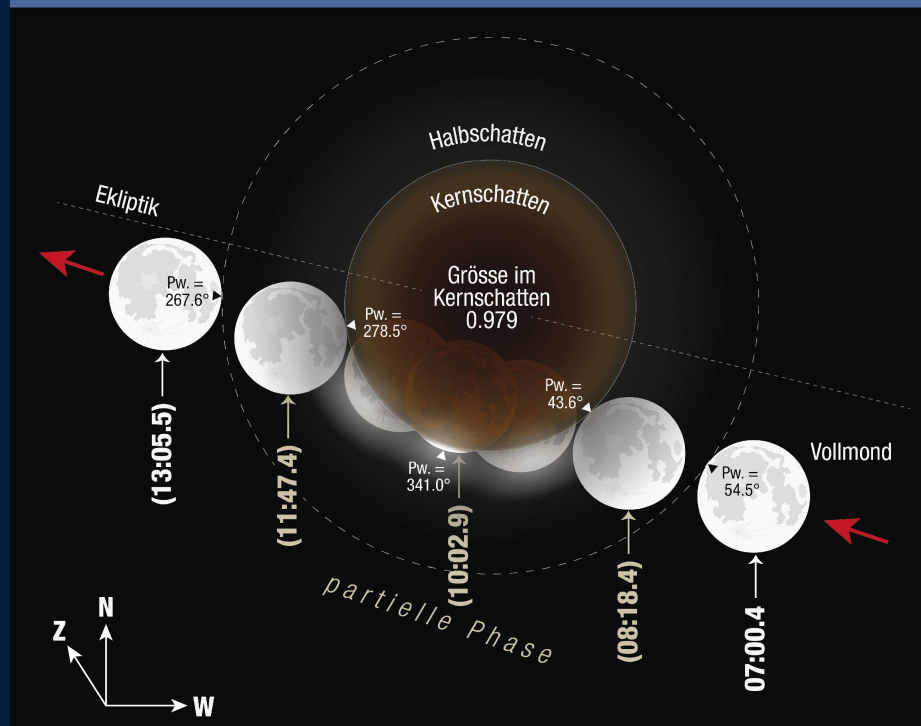 Halbschatten
Kernschatten
Ekliptik
Grösse im
Kernschatten
0.979
Pw. =
267.6°
Pw. =
278.5°
Pw. =
43.6°
Vollmond
Pw. =
54.5°
Pw. =
341.0°
(13:05.5)
(11:47.4)
(10:02.9)
(08:18.4)
07:00.4
partielle Phase
N
Z
W